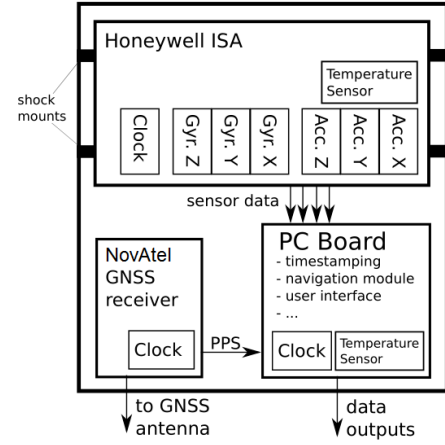 Honeywell ISA
Temperature
Sensor
shock
mounts
Clock
Gyr. Z
Gyr. Y
Gyr. X
Acc. Z
Acc. Y
Acc. X
sensor data
NovAtel
GNSS
receiver
Clock
PPS
PC Board
- timestamping
- navigation module
- user interface
- ...
Clock
Temperature
Sensor
to GNSS
antenna
data
outputs